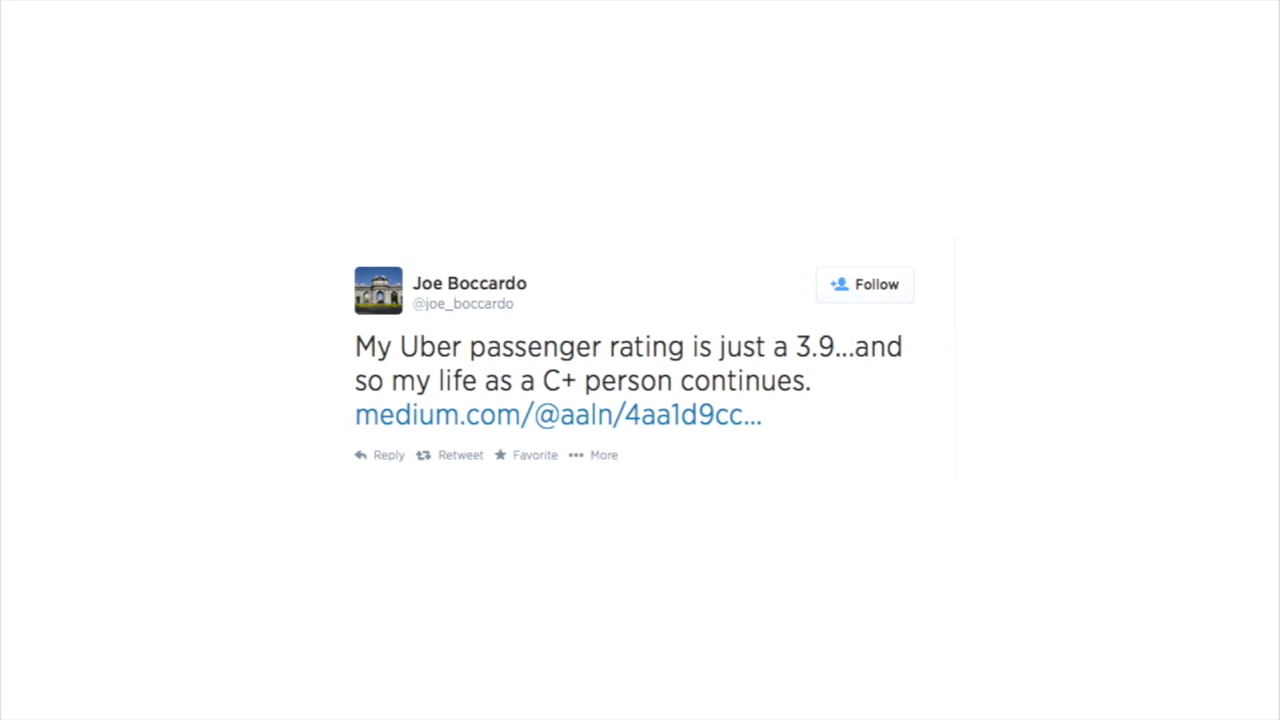 Joe Boccardo
@joe_boccardo
Follow
My Uber passenger rating is just a 3.9...and
so my life as a C+ person continues.
medium.com/@aaln/4aa1d9cc...
Reply Retweet Favorite More